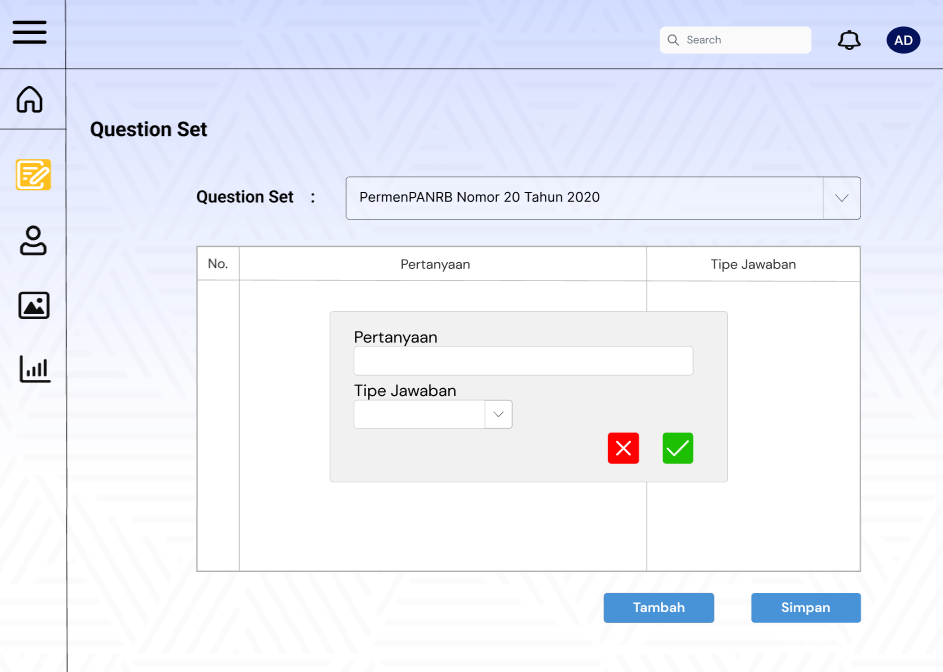 Search
AD
Question Set
Question Set :
PermenPANRB Nomor 20 Tahun 2020
No. Pertanyaan Tipe Jawaban
Pertanyaan
Tipe Jawaban
Tambah Simpan